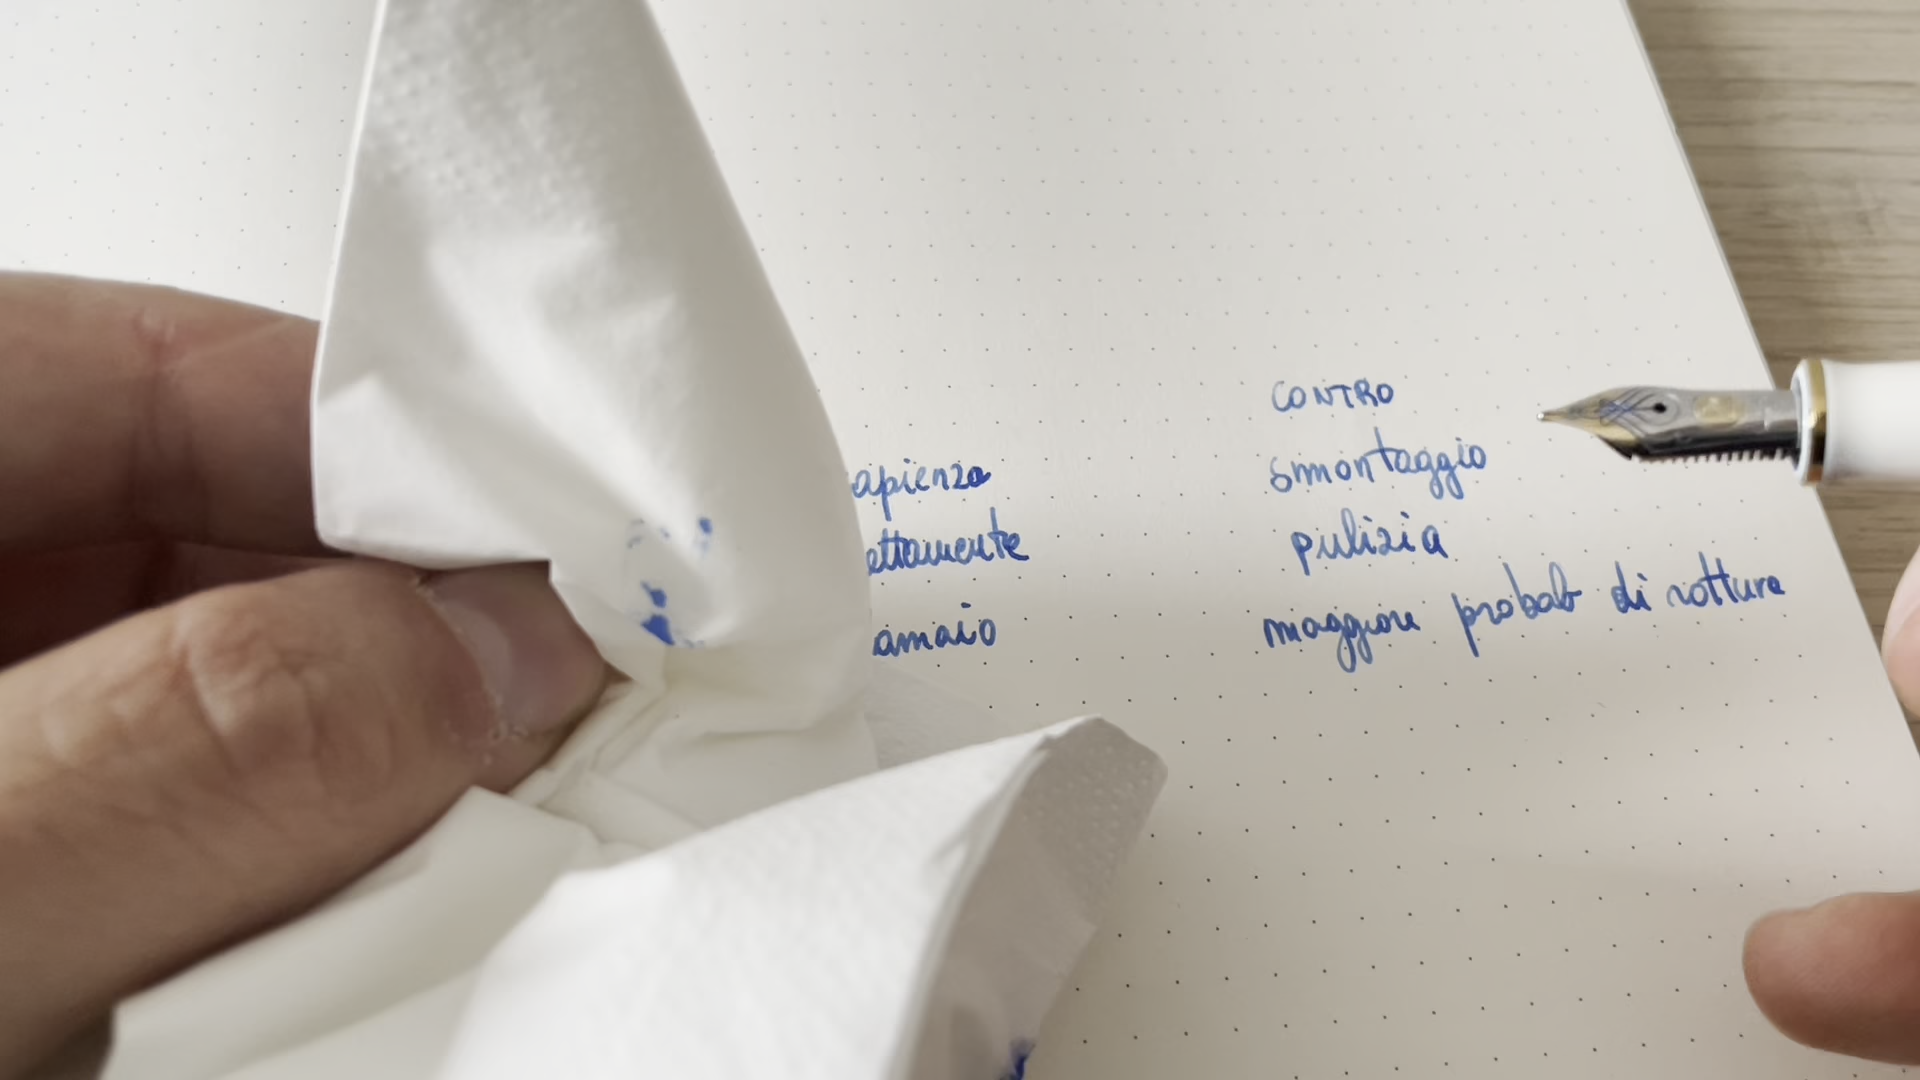 CONTRO
apienza smontaggio
ettamente pulizia
amaio maggiore probab di rottura